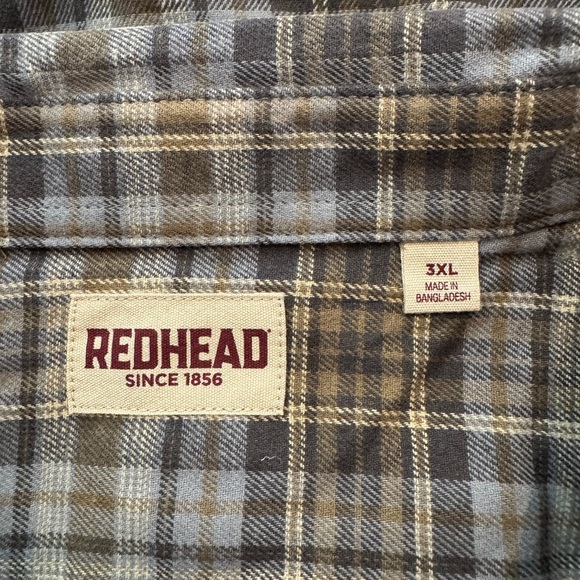 3XL
MADE IN
BANGLADESH
REDHEAD
SINCE 1856